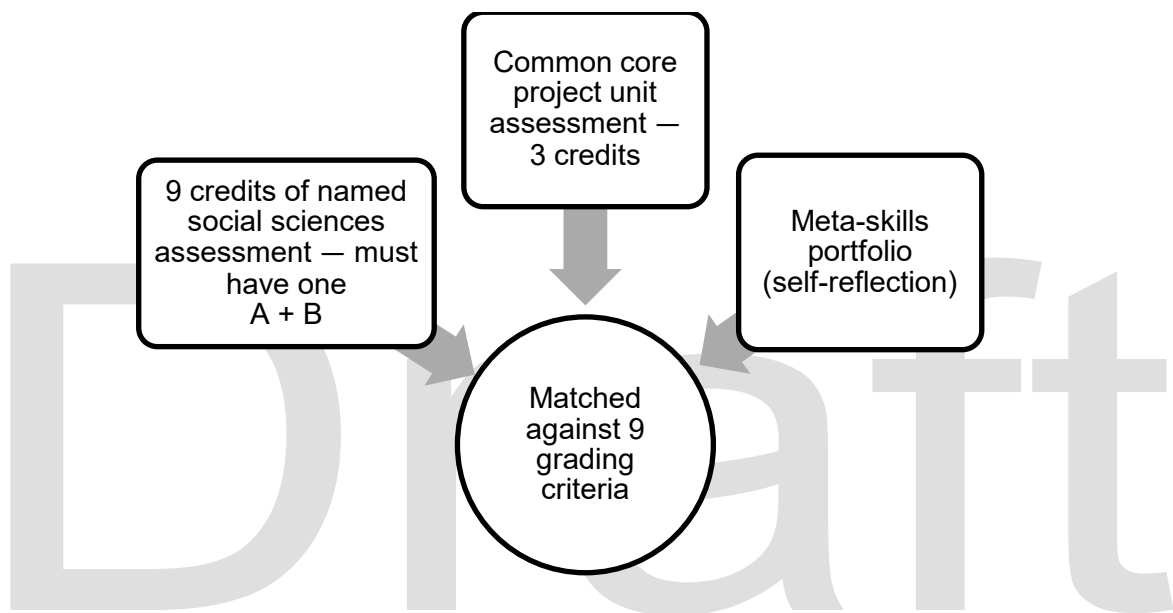 Common core
project unit
assessment —
3 credits
9 credits of named
social sciences
assessment — must
have one
A + B
Meta-skills
portfolio
(self-reflection)
Matched
against 9
grading
criteria
Draft